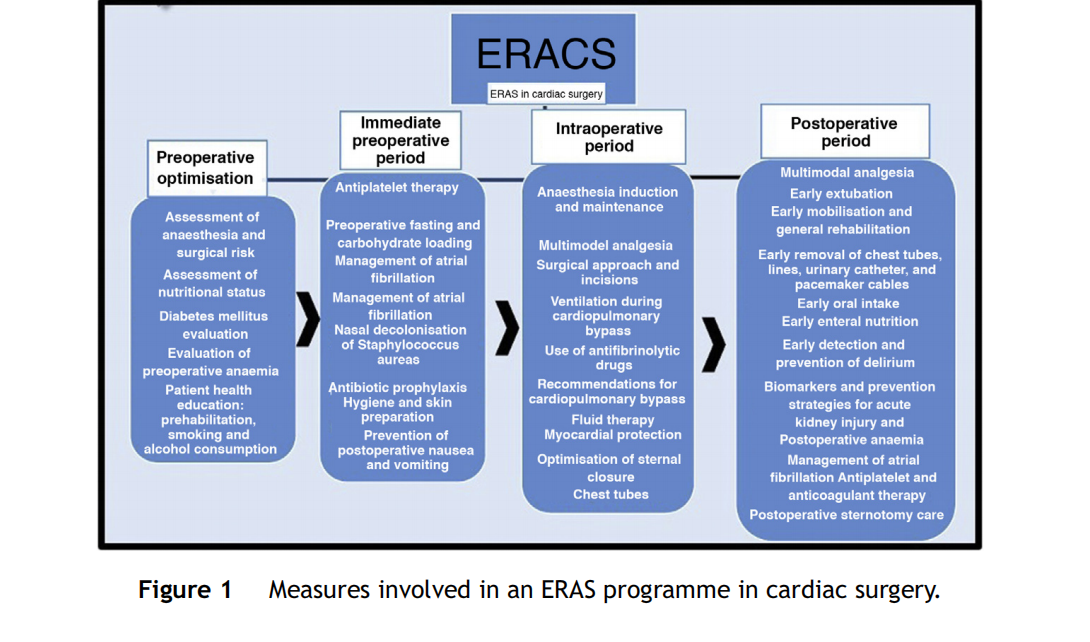 ERACS
ERAS in cardiac surgery
Preoperative
optimisation
Assessment of
anaesthesia and
surgical risk
Assessment of
nutritional status
Diabetes mellitus
evaluation
Evaluation of
preoperative anaemia
Patient health
education:
prehabilitation,
smoking and
alcohol consumption
Immediate
preoperative
period
Antiplatelet therapy
Preoperative fasting and
carbohydrate loading
Management of atrial
fibrillation
Management of atrial
fibrillation
Nasal decolonisation
of Staphylococcus
aureas
Antibiotic prophylaxis
Hygiene and skin
preparation
Prevention of
postoperative nausea
and vomiting
Intraoperative
period
Anaesthesia induction
and maintenance
Multimodel analgesia
Surgical approach and
incisions
Ventilation during
cardiopulmonary
bypass
Use of antifibrinolytic
drugs
Recommendations for
cardiopulmonary bypass
Fluid therapy
Myocardial protection
Optimisation of sternal
closure
Chest tubes
Postoperative
period
Multimodal analgesia
Early extubation
Early mobilisation and
general rehabilitation
Early removal of chest tubes,
lines, urinary catheter, and
pacemaker cables
Early oral intake
Early enteral nutrition
Early detection and
prevention of delirium
Biomarkers and prevention
strategies for acute
kidney injury and
Postoperative anaemia
Management of atrial
fibrillation Antiplatelet and
anticoagulant therapy
Postoperative sternotomy care
Figure 1 Measures involved in an ERAS programme in cardiac surgery.